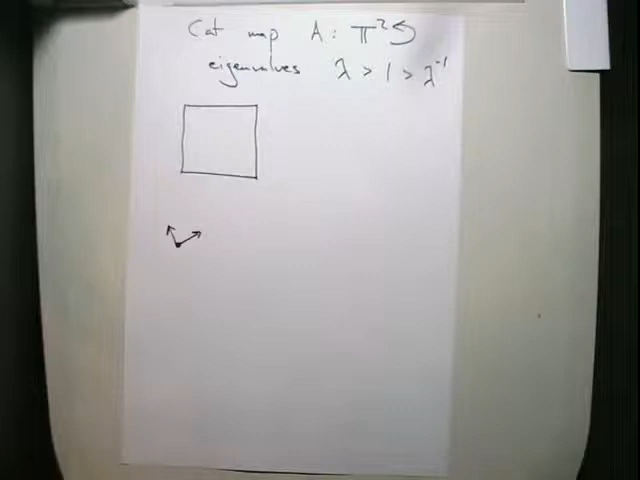 Cat map A: 𝕋² ↺
eigenvalues λ > 1 > λ⁻¹